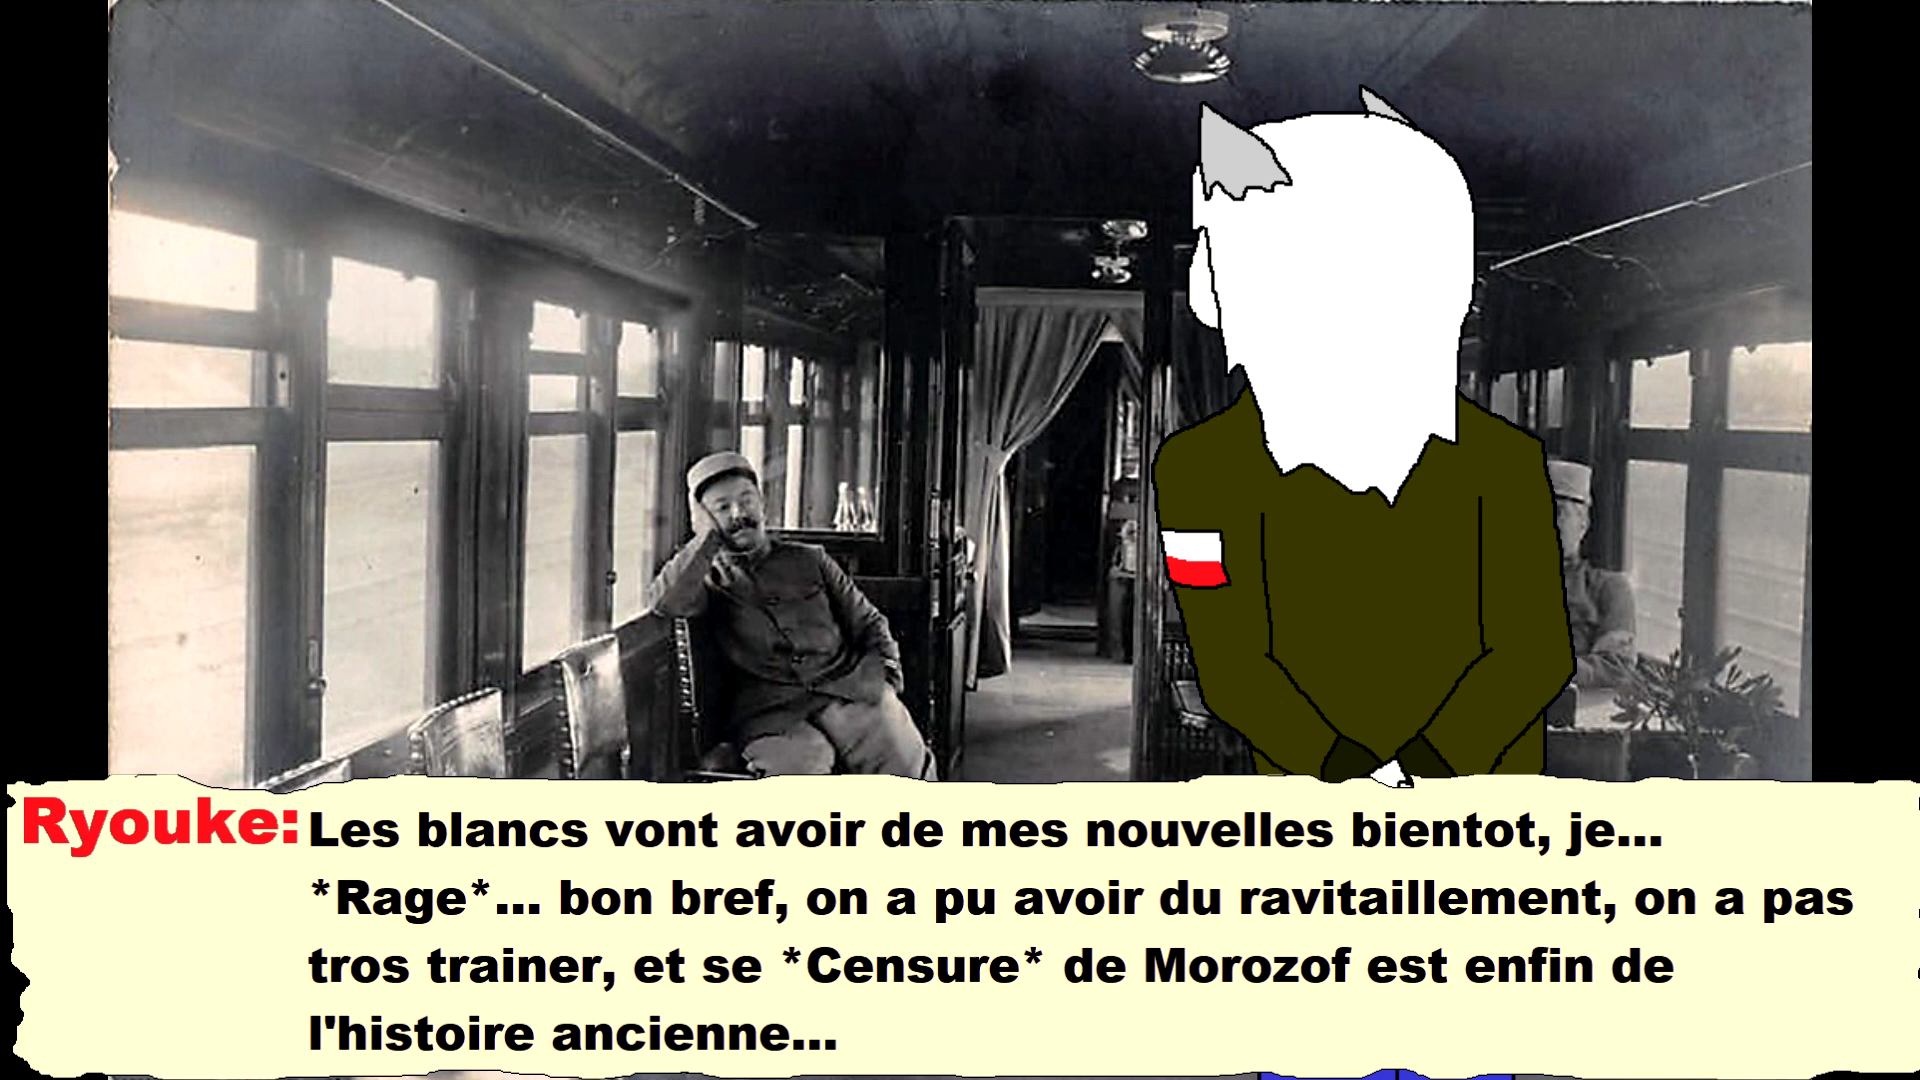 Ryouke: Les blancs vont avoir de mes nouvelles bientot, je...
*Rage*... bon bref, on a pu avoir du ravitaillement, on a pas
tros trainer, et se *Censure* de Morozof est enfin de
l'histoire ancienne...